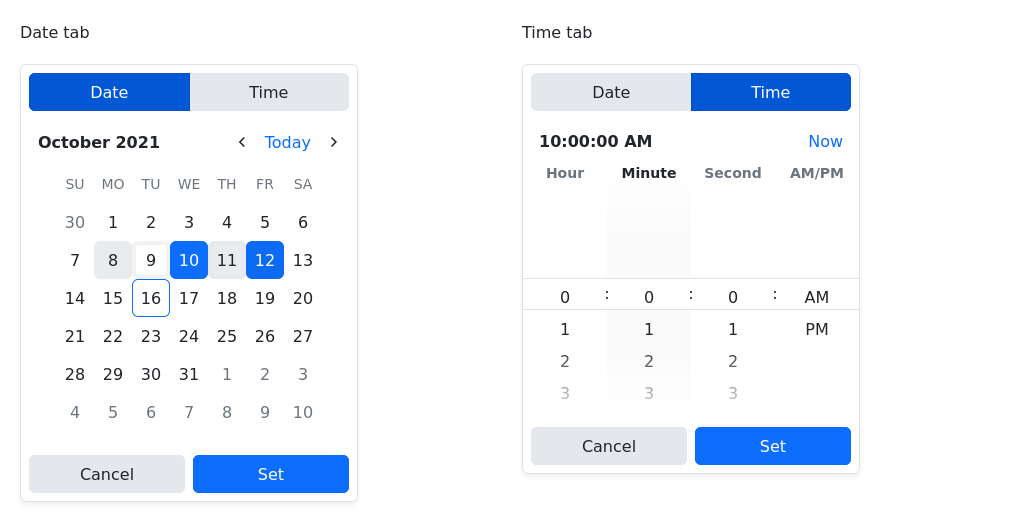 Date tab
Date Time
October 2021 Today
SU MO TU WE TH FR SA
30 1 2 3 4 5 6
7 8 9 10 11 12 13
14 15 16 17 18 19 20
21 22 23 24 25 26 27
28 29 30 31 1 2 3
4 5 6 7 8 9 10
Cancel Set
Time tab
Date Time
10:00:00 AM Now
Hour Minute Second AM/PM
0 : 0 : 0 : AM
1 1 1 PM
2 2 2
3 3 3
Cancel Set